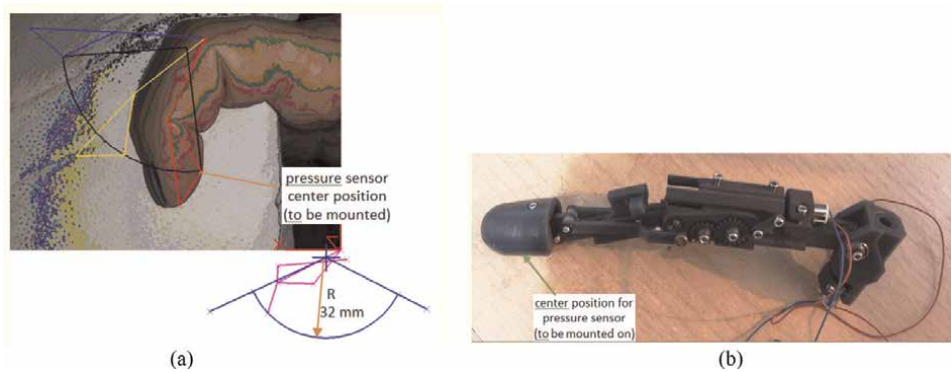 pressure sensor
center position
(to be mounted)
R
32 mm
(a)
center position for
pressure sensor
(to be mounted on)
(b)